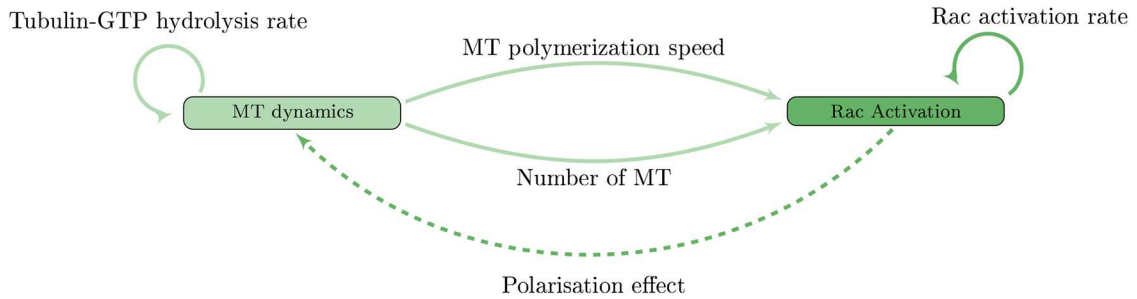 Tubulin-GTP hydrolysis rate
Rac activation rate
MT polymerization speed
MT dynamics
Rac Activation
Number of MT
Polarisation effect